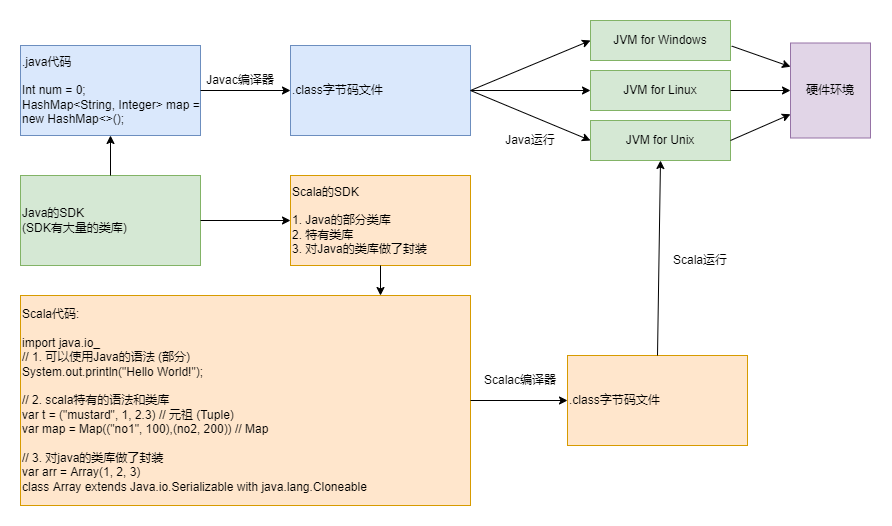 .java代码
Int num = 0;
HashMap<String, Integer> map =
new HashMap<>();
Javac编译器
.class字节码文件
JVM for Windows
JVM for Linux
JVM for Unix
硬件环境
Java运行
Java的SDK
(SDK有大量的类库)
Scala的SDK
1. Java的部分类库
2. 特有类库
3. 对Java的类库做了封装
Scala运行
Scala代码:
import java.io_
// 1. 可以使用Java的语法 (部分)
System.out.println("Hello World!");
// 2. scala特有的语法和类库
var t = ("mustard", 1, 2.3) // 元祖 (Tuple)
var map = Map(("no1", 100),(no2, 200)) // Map
// 3. 对java的类库做了封装
var arr = Array(1, 2, 3)
class Array extends Java.io.Serializable with java.lang.Cloneable
Scalac编译器
.class字节码文件